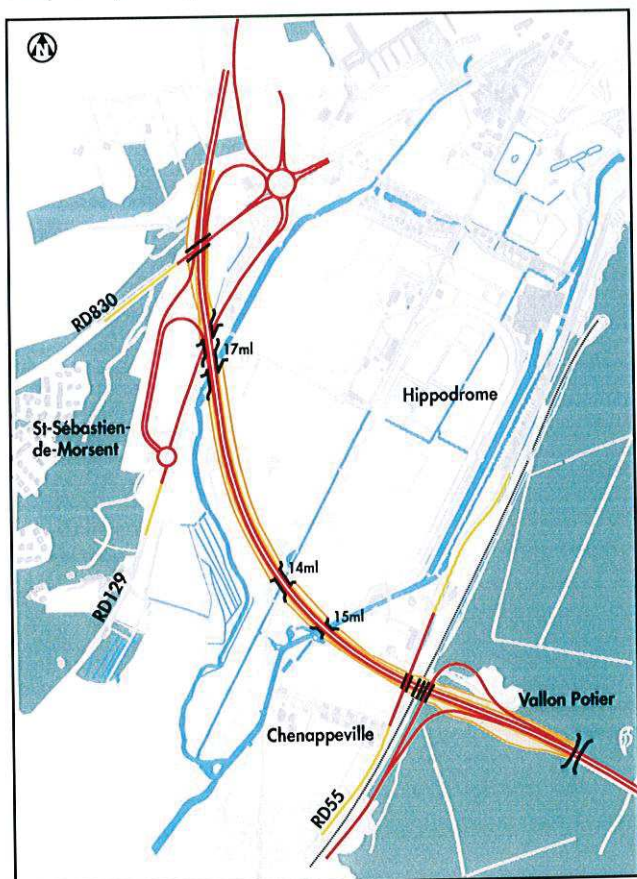 N
RD830
17ml
Hippodrome
St-Sébastien-
de-Morsent
RD129
14ml
15ml
Vallon Potier
Chenappeville
RD55